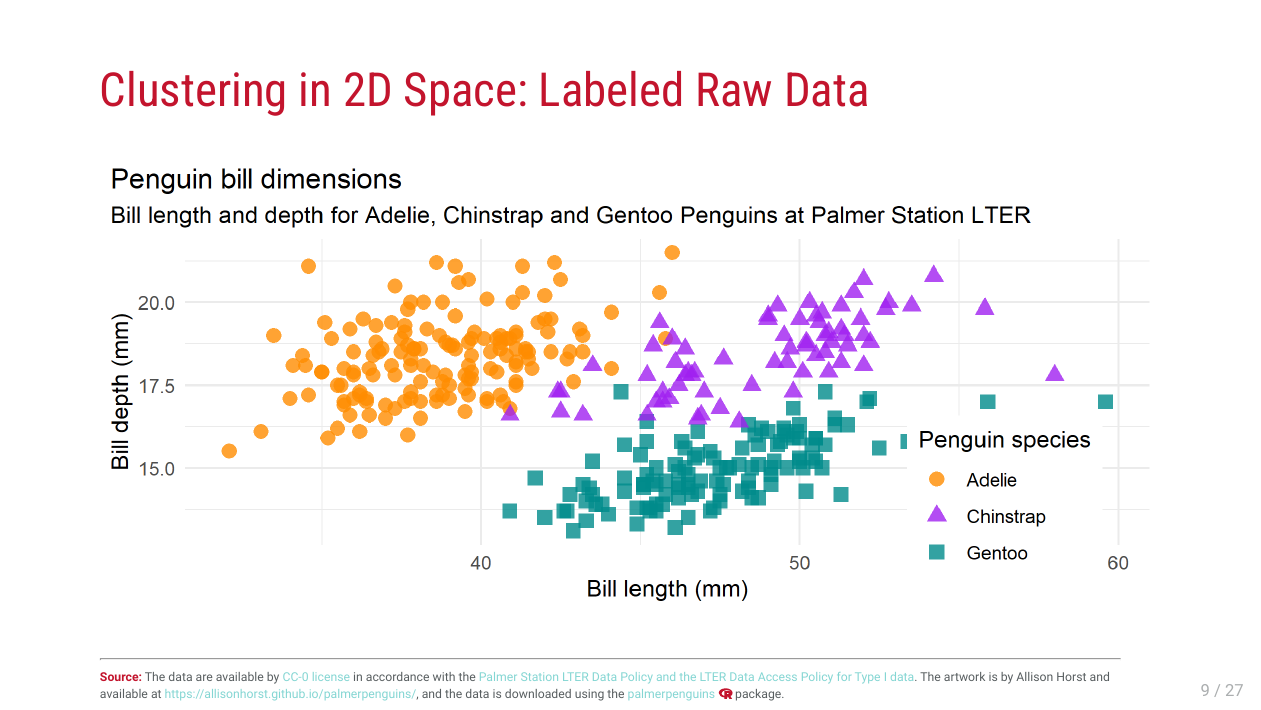 Clustering in 2D Space: Labeled Raw Data
Penguin bill dimensions
Bill length and depth for Adelie, Chinstrap and Gentoo Penguins at Palmer Station LTER
20.0
17.5
15.0
Bill depth (mm)
Penguin species
Adelie
Chinstrap
Gentoo
40 50 60
Bill length (mm)
Source: The data are available by CC-0 license in accordance with the Palmer Station LTER Data Policy and the LTER Data Access Policy for Type I data. The artwork is by Allison Horst and
available at https://allisonhorst.github.io/palmerpenguins/, and the data is downloaded using the palmerpenguins R package.
9 / 27